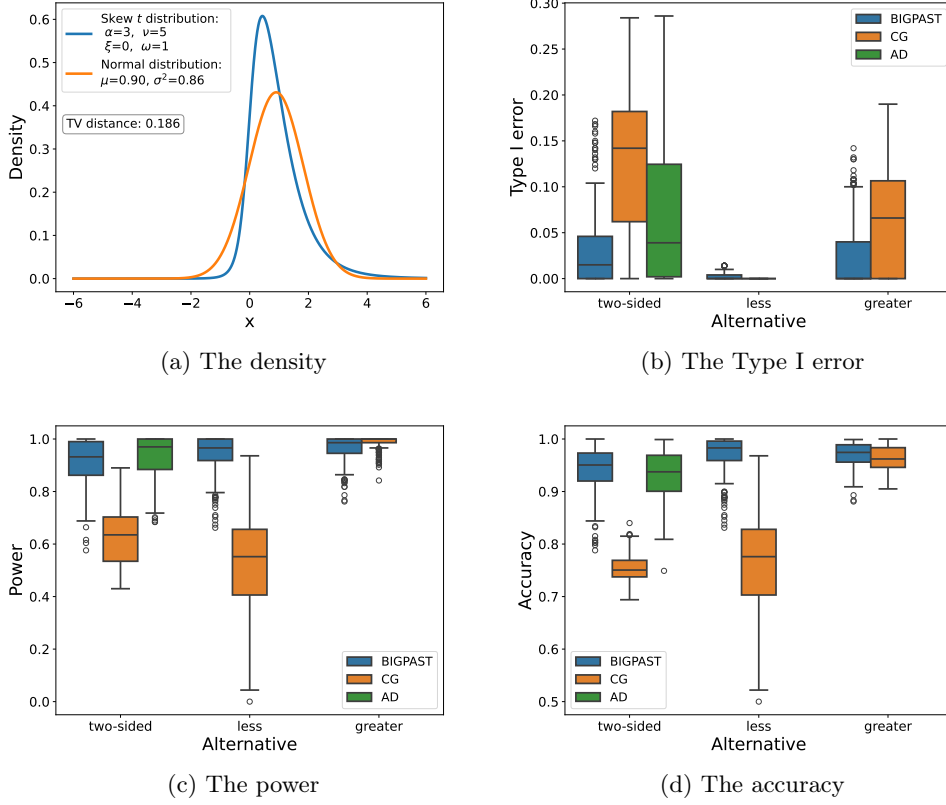 Skew t distribution:
α=3, ν=5
ξ=0, ω=1
Normal distribution:
μ=0.90, σ²=0.86
TV distance: 0.186
Density
0.6
0.5
0.4
0.3
0.2
0.1
0.0
−6 −4 −2 0 2 4 6
x
(a) The density
BIGPAST
CG
AD
Type I error
0.30
0.25
0.20
0.15
0.10
0.05
0.00
two-sided less greater
Alternative
(b) The Type I error
Power
1.0
0.8
0.6
0.4
0.2
0.0
BIGPAST
CG
AD
two-sided less greater
Alternative
(c) The power
Accuracy
1.0
0.9
0.8
0.7
0.6
0.5
BIGPAST
CG
AD
two-sided less greater
Alternative
(d) The accuracy